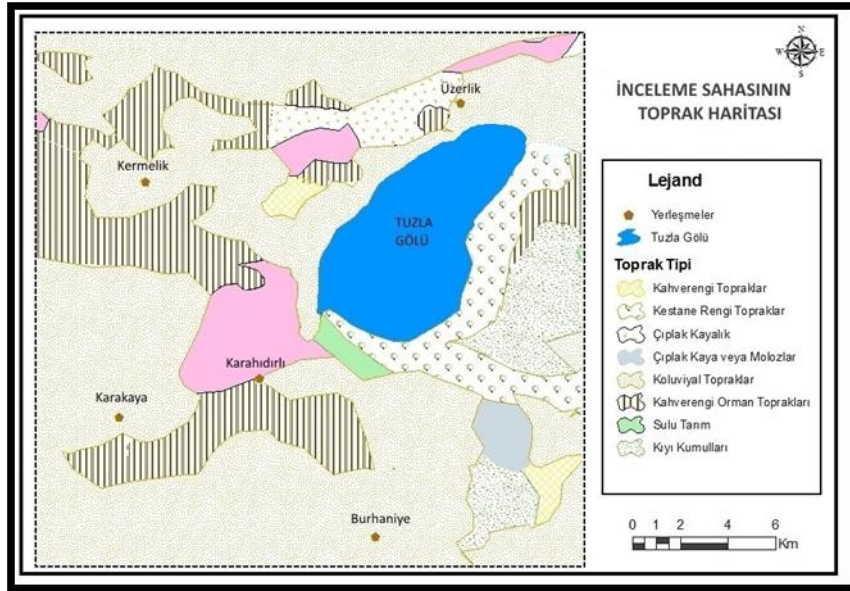 N
W E
S
İNCELEME SAHASININ
TOPRAK HARİTASI
Üzerlik
Kermelik
TUZLA
GÖLÜ
Karahıdırlı
Karakaya
Burhaniye
Lejand
Yerleşmeler
Tuzla Gölü
Toprak Tipi
Kahverengi Topraklar
Kestane Rengi Topraklar
Çıplak Kayalık
Çıplak Kaya veya Molozlar
Koluviyal Topraklar
Kahverengi Orman Toprakları
Sulu Tarım
Kıyı Kumulları
0 1 2 4 6
Km